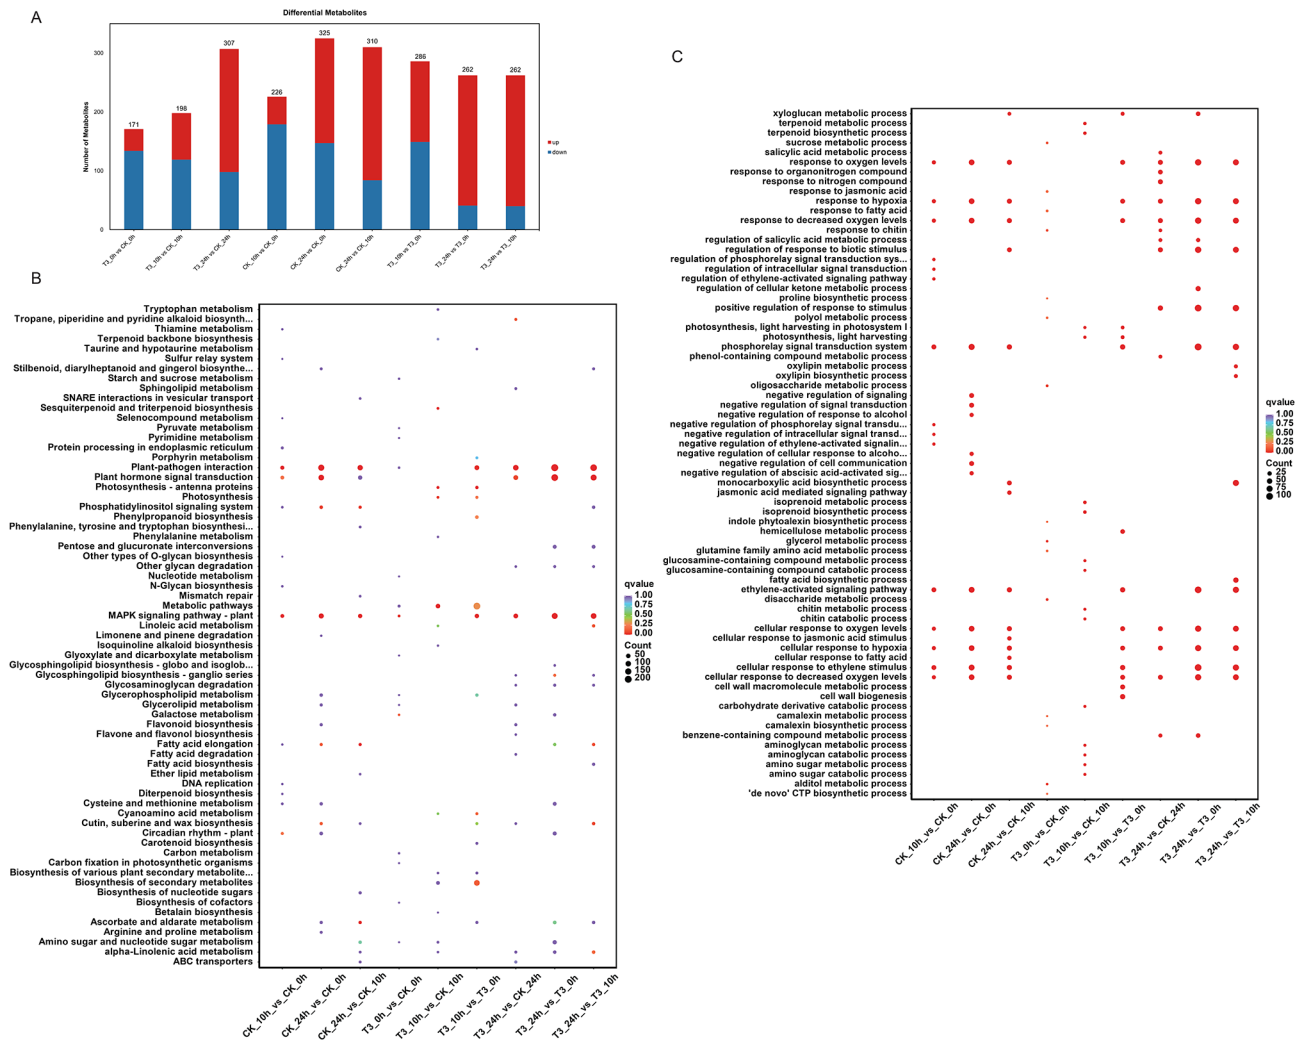 A
Differential Metabolites
Number of Metabolites
300
200
100
0
171
198
307
226
325
310
286
262
262
up
down
T3_0h vs CK_0h
T3_10h vs CK_10h
T3_24h vs CK_24h
CK_10h vs CK_0h
CK_24h vs CK_0h
CK_24h vs CK_10h
T3_10h vs T3_0h
T3_24h vs T3_0h
T3_24h vs T3_10h
B
Tryptophan metabolism
Tropane, piperidine and pyridine alkaloid biosynth...
Thiamine metabolism
Terpenoid backbone biosynthesis
Taurine and hypotaurine metabolism
Sulfur relay system
Stilbenoid, diarylheptanoid and gingerol biosynthe...
Starch and sucrose metabolism
Sphingolipid metabolism
SNARE interactions in vesicular transport
Sesquiterpenoid and triterpenoid biosynthesis
Selenocompound metabolism
Pyruvate metabolism
Pyrimidine metabolism
Protein processing in endoplasmic reticulum
Porphyrin metabolism
Plant-pathogen interaction
Plant hormone signal transduction
Photosynthesis - antenna proteins
Photosynthesis
Phosphatidylinositol signaling system
Phenylpropanoid biosynthesis
Phenylalanine, tyrosine and tryptophan biosynthesi...
Phenylalanine metabolism
Pentose and glucuronate interconversions
Other types of O-glycan biosynthesis
Other glycan degradation
Nucleotide metabolism
N-Glycan biosynthesis
Mismatch repair
Metabolic pathways
MAPK signaling pathway - plant
Linoleic acid metabolism
Limonene and pinene degradation
Isoquinoline alkaloid biosynthesis
Glyoxylate and dicarboxylate metabolism
Glycosphingolipid biosynthesis - globo and isoglob...
Glycosphingolipid biosynthesis - ganglio series
Glycosaminoglycan degradation
Glycerophospholipid metabolism
Glycerolipid metabolism
Galactose metabolism
Flavonoid biosynthesis
Flavone and flavonol biosynthesis
Fatty acid elongation
Fatty acid degradation
Fatty acid biosynthesis
Ether lipid metabolism
DNA replication
Diterpenoid biosynthesis
Cysteine and methionine metabolism
Cyanoamino acid metabolism
Cutin, suberine and wax biosynthesis
Circadian rhythm - plant
Carotenoid biosynthesis
Carbon metabolism
Carbon fixation in photosynthetic organisms
Biosynthesis of various plant secondary metabolite...
Biosynthesis of secondary metabolites
Biosynthesis of nucleotide sugars
Biosynthesis of cofactors
Betalain biosynthesis
Ascorbate and aldarate metabolism
Arginine and proline metabolism
Amino sugar and nucleotide sugar metabolism
alpha-Linolenic acid metabolism
ABC transporters
CK_10h_vs_CK_0h
CK_24h_vs_CK_0h
CK_24h_vs_CK_10h
T3_0h_vs_CK_0h
T3_10h_vs_CK_10h
T3_10h_vs_T3_0h
T3_24h_vs_CK_24h
T3_24h_vs_T3_0h
T3_24h_vs_T3_10h
qvalue
1.00
0.75
0.50
0.25
0.00
Count
50
100
150
200
C
xyloglucan metabolic process
terpenoid metabolic process
terpenoid biosynthetic process
sucrose metabolic process
salicylic acid metabolic process
response to oxygen levels
response to organonitrogen compound
response to nitrogen compound
response to jasmonic acid
response to hypoxia
response to fatty acid
response to decreased oxygen levels
response to chitin
regulation of salicylic acid metabolic process
regulation of response to biotic stimulus
regulation of phosphorelay signal transduction sys...
regulation of intracellular signal transduction
regulation of ethylene-activated signaling pathway
regulation of cellular ketone metabolic process
proline biosynthetic process
positive regulation of response to stimulus
polyol metabolic process
photosynthesis, light harvesting in photosystem I
photosynthesis, light harvesting
phosphorelay signal transduction system
phenol-containing compound metabolic process
oxylipin metabolic process
oxylipin biosynthetic process
oligosaccharide metabolic process
negative regulation of signaling
negative regulation of signal transduction
negative regulation of response to alcohol
negative regulation of phosphorelay signal transdu...
negative regulation of intracellular signal transd...
negative regulation of ethylene-activated signalin...
negative regulation of cellular response to alcoho...
negative regulation of cell communication
negative regulation of abscisic acid-activated sig...
monocarboxylic acid biosynthetic process
jasmonic acid mediated signaling pathway
isoprenoid metabolic process
isoprenoid biosynthetic process
indole phytoalexin biosynthetic process
hemicellulose metabolic process
glycerol metabolic process
glutamine family amino acid metabolic process
glucosamine-containing compound metabolic process
glucosamine-containing compound catabolic process
fatty acid biosynthetic process
ethylene-activated signaling pathway
disaccharide metabolic process
chitin metabolic process
chitin catabolic process
cellular response to oxygen levels
cellular response to jasmonic acid stimulus
cellular response to hypoxia
cellular response to fatty acid
cellular response to ethylene stimulus
cellular response to decreased oxygen levels
cell wall macromolecule metabolic process
cell wall biogenesis
carbohydrate derivative catabolic process
camalexin metabolic process
camalexin biosynthetic process
benzene-containing compound metabolic process
aminoglycan metabolic process
aminoglycan catabolic process
amino sugar metabolic process
amino sugar catabolic process
alditol metabolic process
'de novo' CTP biosynthetic process
CK_10h_vs_CK_0h
CK_24h_vs_CK_0h
CK_24h_vs_CK_10h
T3_0h_vs_CK_0h
T3_10h_vs_CK_10h
T3_10h_vs_T3_0h
T3_24h_vs_CK_24h
T3_24h_vs_T3_0h
T3_24h_vs_T3_10h
qvalue
1.00
0.75
0.50
0.25
0.00
Count
25
50
75
100